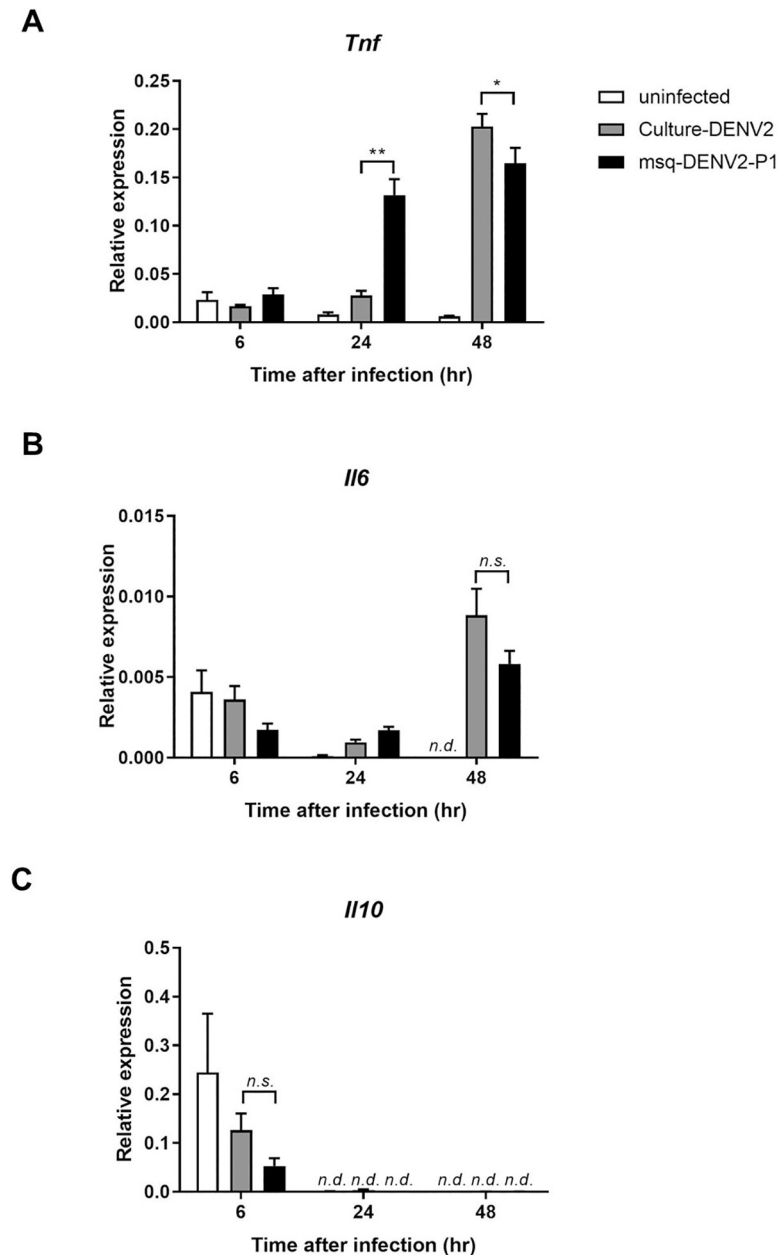 A
Tnf
0.25
0.20
0.15
0.10
0.05
0.00
Relative expression
**
*
6
24
48
Time after infection (hr)
uninfected
Culture-DENV2
msq-DENV2-P1
B
Il6
0.015
0.010
0.005
0.000
Relative expression
n.d.
n.s.
6
24
48
Time after infection (hr)
C
Il10
0.5
0.4
0.3
0.2
0.1
0.0
Relative expression
n.s.
n.d. n.d. n.d.
n.d. n.d. n.d.
6
24
48
Time after infection (hr)